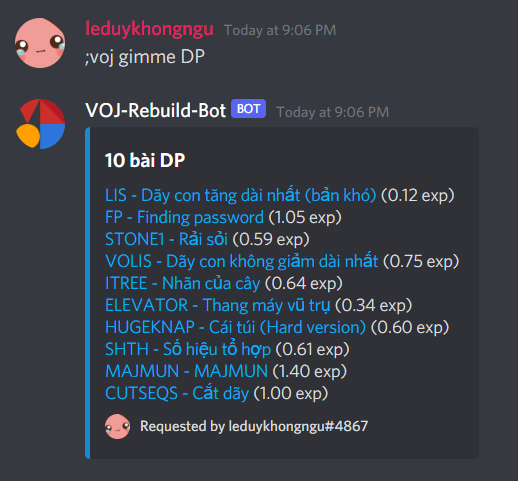 leduykhongngu Today at 9:06 PM
;voj gimme DP
VOJ-Rebuild-Bot BOT Today at 9:06 PM
10 bài DP
LIS - Dãy con tăng dài nhất (bản khó) (0.12 exp)
FP - Finding password (1.05 exp)
STONE1 - Rải sỏi (0.59 exp)
VOLIS - Dãy con không giảm dài nhất (0.75 exp)
ITREE - Nhãn của cây (0.64 exp)
ELEVATOR - Thang máy vũ trụ (0.34 exp)
HUGEKNAP - Cái túi (Hard version) (0.60 exp)
SHTH - Số hiệu tổ hợp (0.61 exp)
MAJMUN - MAJMUN (1.40 exp)
CUTSEQS - Cắt dãy (1.00 exp)
Requested by leduykhongngu#4867